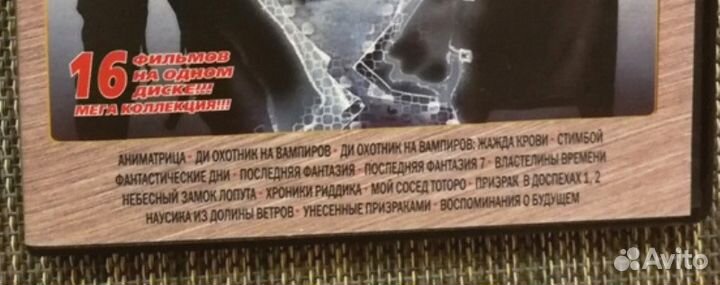 16 ФИЛЬМОВ
НА ОДНОМ
ДИСКЕ!!!
МЕГА КОЛЛЕКЦИЯ!!!
АНИМАТРИЦА · ДИ ОХОТНИК НА ВАМПИРОВ · ДИ ОХОТНИК НА ВАМПИРОВ: ЖАЖДА КРОВИ · СТИМБОЙ
ФАНТАСТИЧЕСКИЕ ДНИ · ПОСЛЕДНЯЯ ФАНТАЗИЯ · ПОСЛЕДНЯЯ ФАНТАЗИЯ 7 · ВЛАСТЕЛИНЫ ВРЕМЕНИ
НЕБЕСНЫЙ ЗАМОК ЛОПУТА · ХРОНИКИ РИДДИКА · МОЙ СОСЕД ТОТОРО · ПРИЗРАК В ДОСПЕХАХ 1, 2
НАУСИКА ИЗ ДОЛИНЫ ВЕТРОВ · УНЕСЕННЫЕ ПРИЗРАКАМИ · ВОСПОМИНАНИЯ О БУДУЩЕМ
Avito